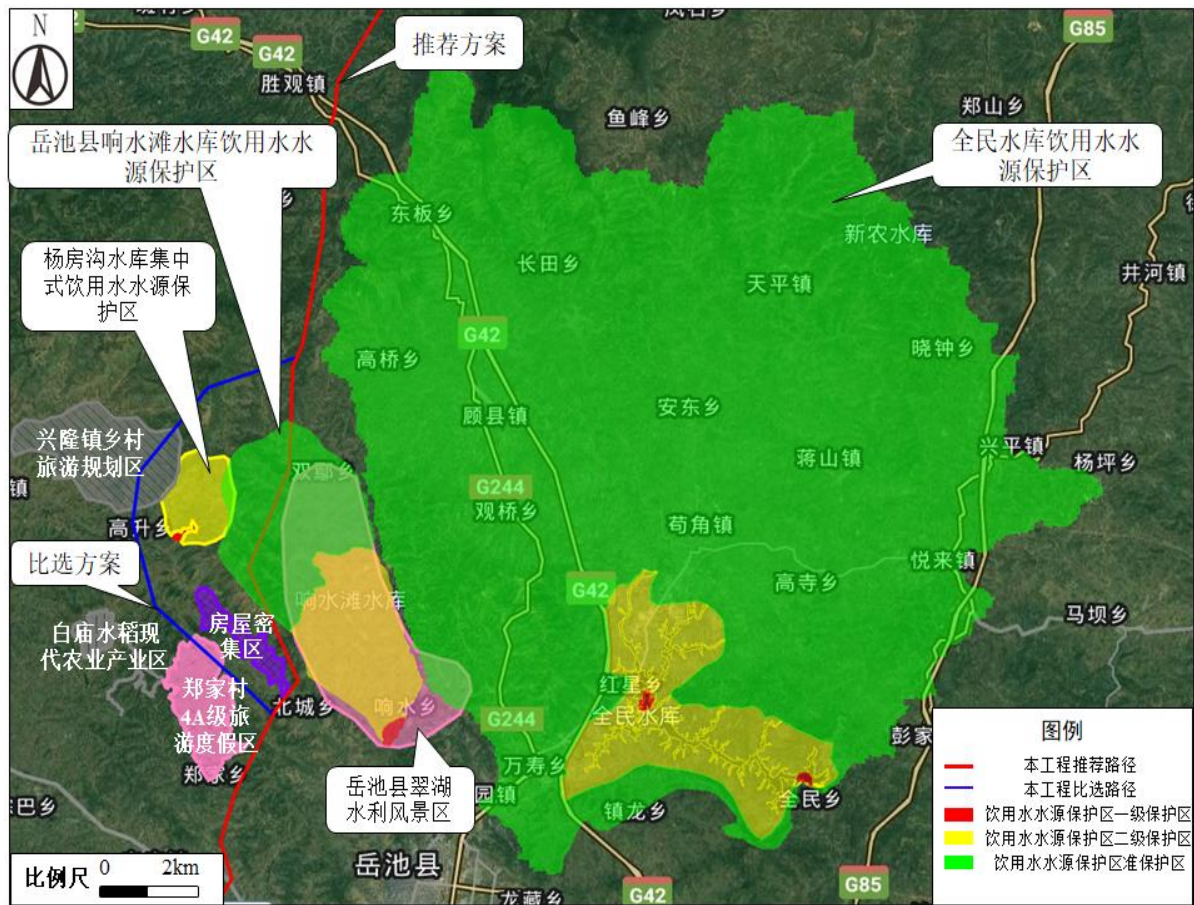 N
G42
G42
推荐方案
G85
胜观镇
鱼峰乡
郑山乡
岳池县响水滩水库饮用水水
源保护区
全民水库饮用水水
源保护区
东板乡
新农水库
杨房沟水库集中
式饮用水水源保
护区
长田乡
天平镇
井河镇
G42
高桥乡
晓钟乡
顾县镇
安东乡
兴隆镇乡村
旅游规划区
兴平镇
杨坪乡
镇
双鄢乡
蒋山镇
G244
观桥乡
苟角镇
高升乡
悦来镇
比选方案
G42
高寺乡
响水滩水库
马坝乡
白庙水稻现
代农业产业区
房屋密
集区
红星乡
全民水库
郑家村
4A级旅
游度假区
北城乡
响水乡
G244
彭家
图例
郑家乡
万寿乡
本工程推荐路径
本工程比选路径
岳池县翠湖
水利风景区
园镇
镇龙乡
全民乡
饮用水水源保护区一级保护区
饮用水水源保护区二级保护区
饮用水水源保护区准保护区
巴乡
比例尺
0
2km
岳池县
龙藏乡
G42
G85